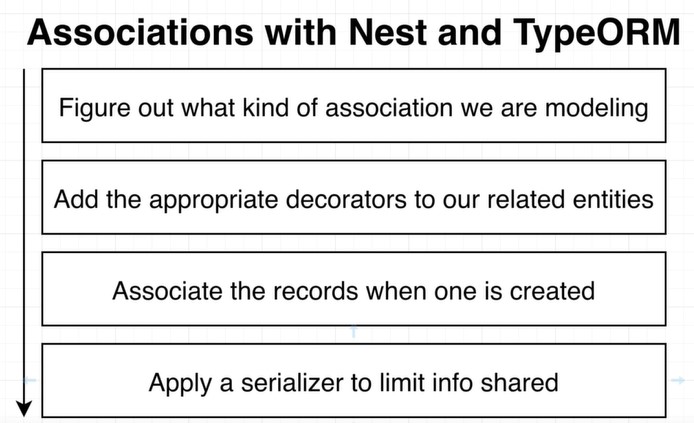 Associations with Nest and TypeORM
Figure out what kind of association we are modeling
Add the appropriate decorators to our related entities
Associate the records when one is created
Apply a serializer to limit info shared